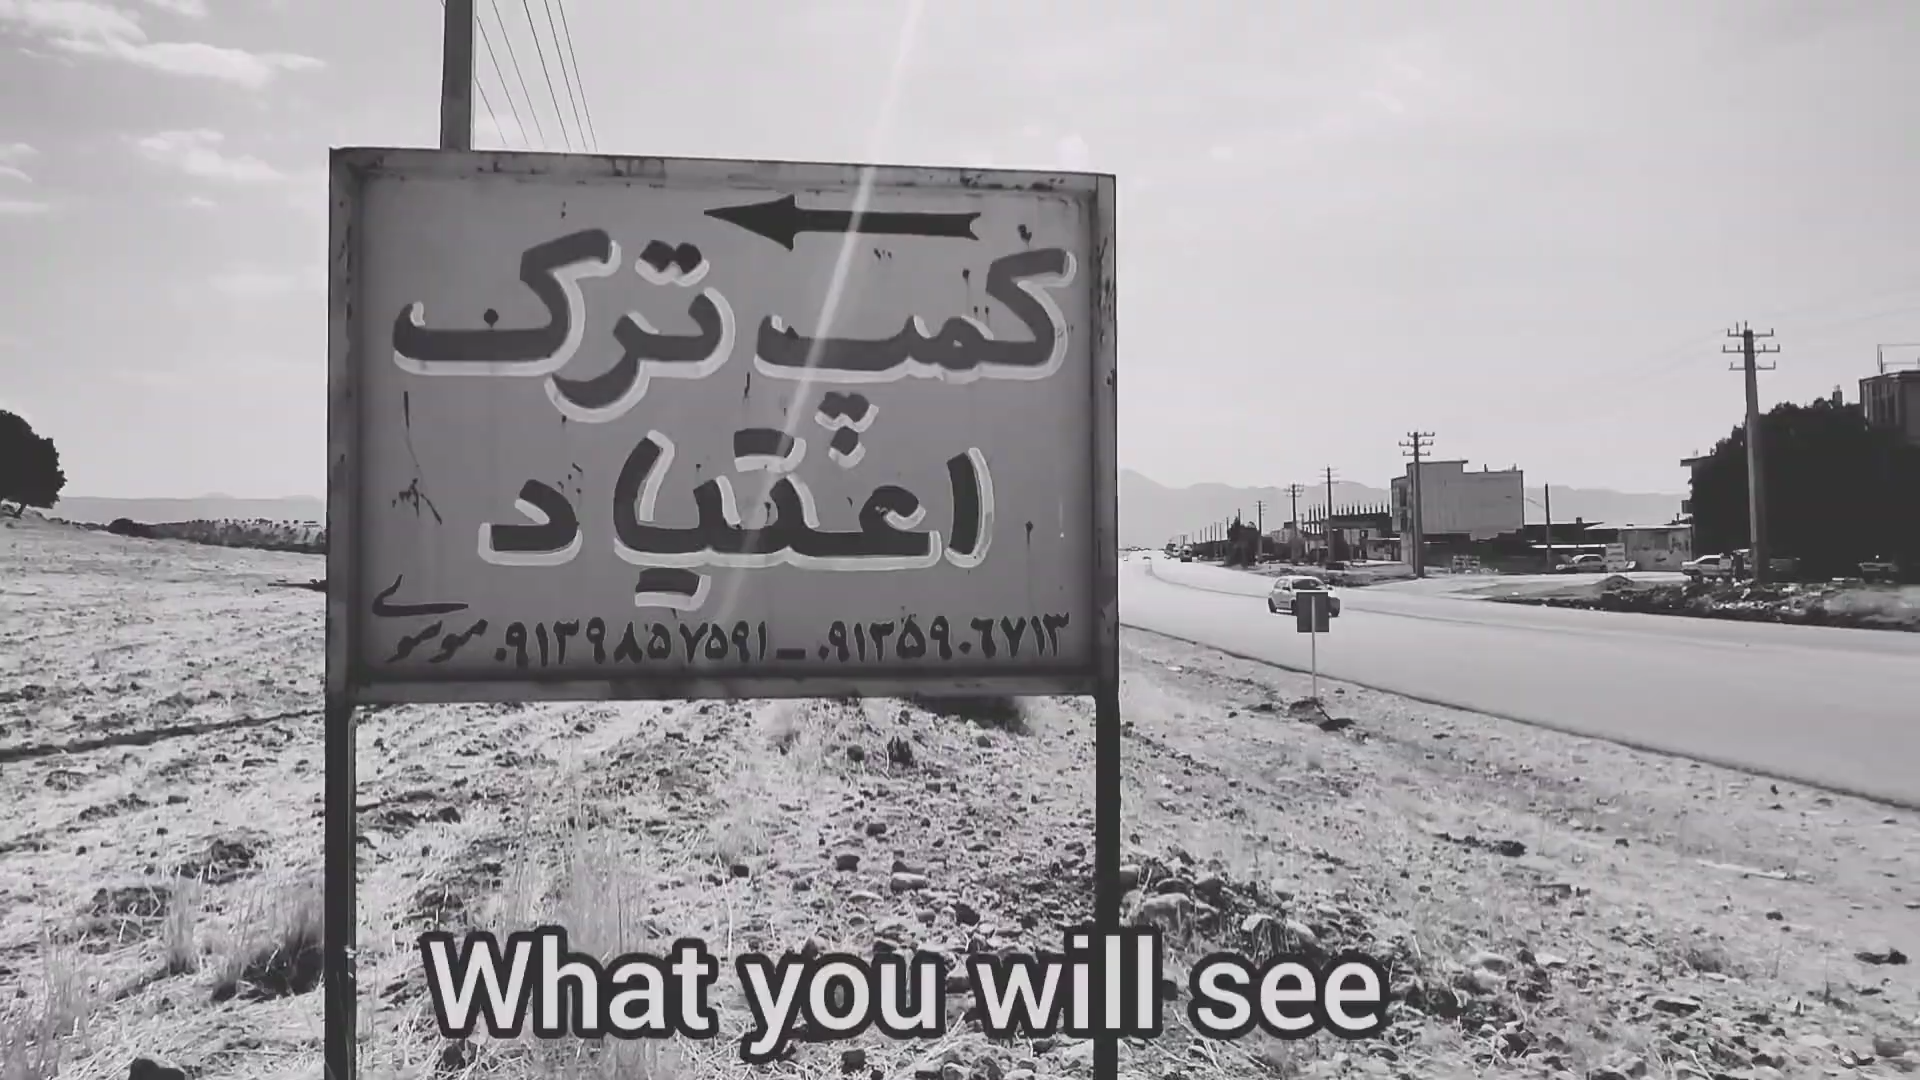 کمپ ترک
اعتیاد
۰۹۱۳۵۹۰۶۷۱۳ - ۰۹۱۳۹۸۵۷۵۹۱
موسوی
What you will see